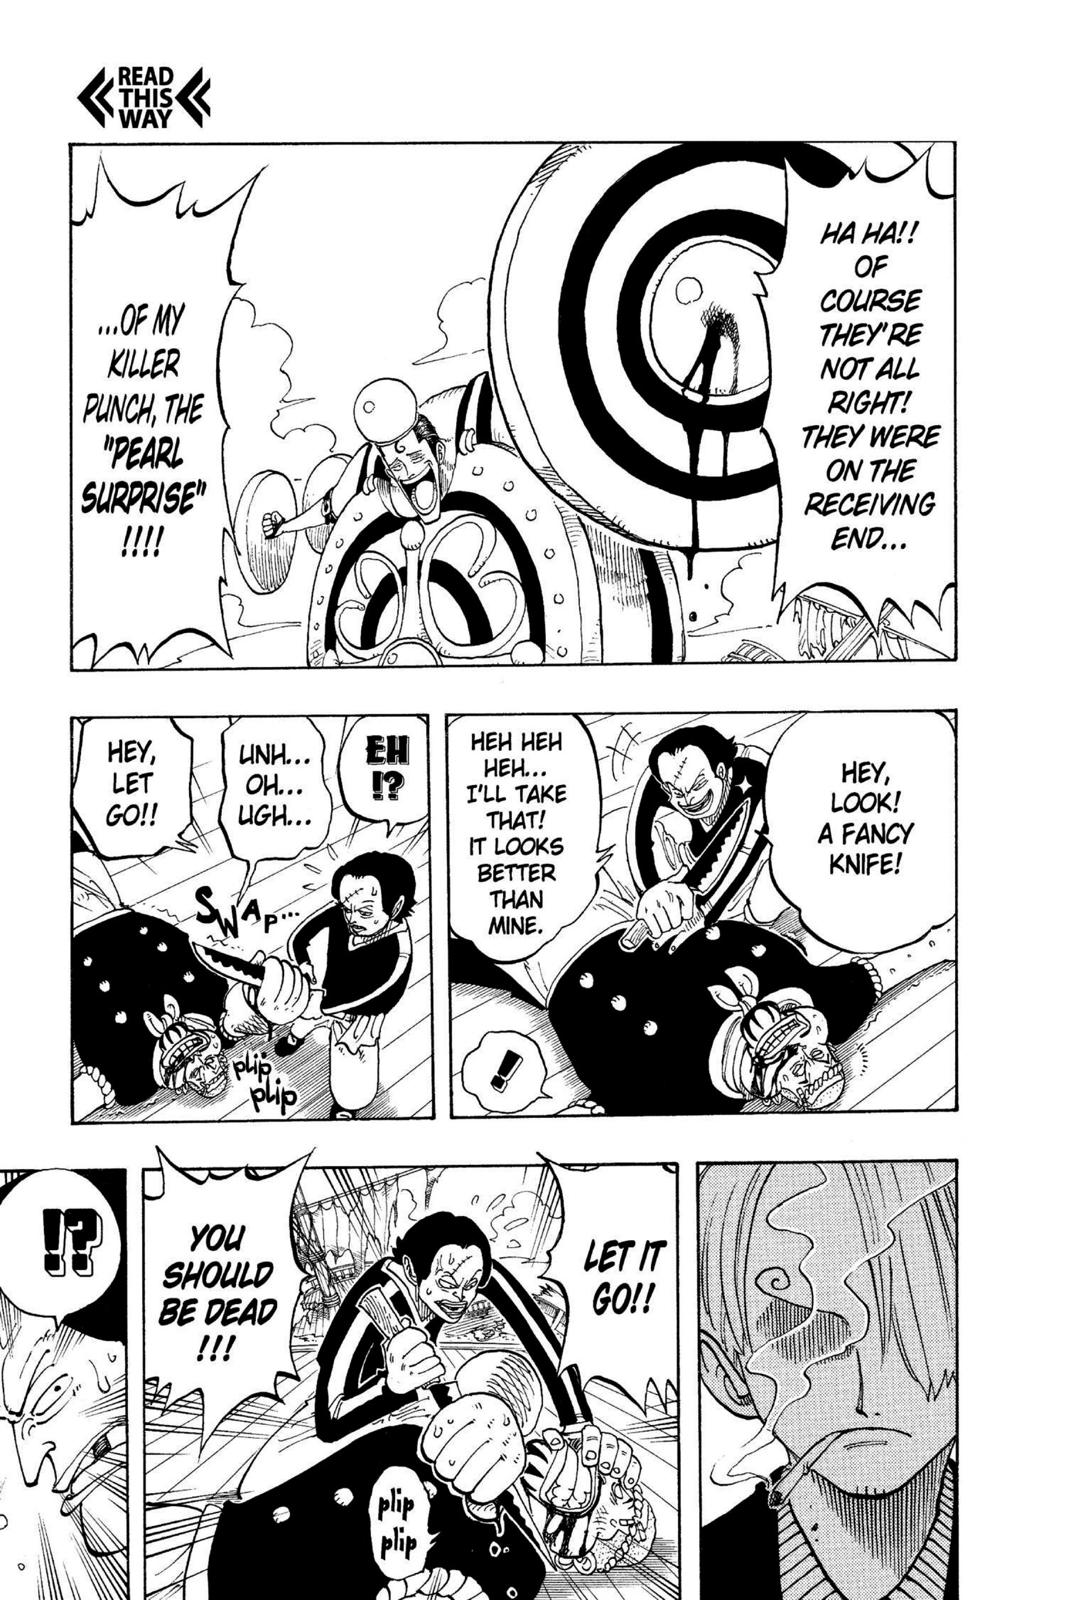 READ
THIS
WAY
HA HA!!
OF
COURSE
THEY'RE
NOT ALL
RIGHT!
THEY WERE
ON THE
RECEIVING
END...
...OF MY
KILLER
PUNCH, THE
"PEARL
SURPRISE"
!!!!
HEY,
LOOK!
A FANCY
KNIFE!
HEH HEH
HEH...
I'LL TAKE
THAT!
IT LOOKS
BETTER
THAN
MINE.
!
EH
!?
UNH...
OH...
UGH...
HEY,
LET
GO!!
SWAP...
plip
plip
LET IT
GO!!
YOU
SHOULD
BE DEAD
!!!
plip
plip
!?